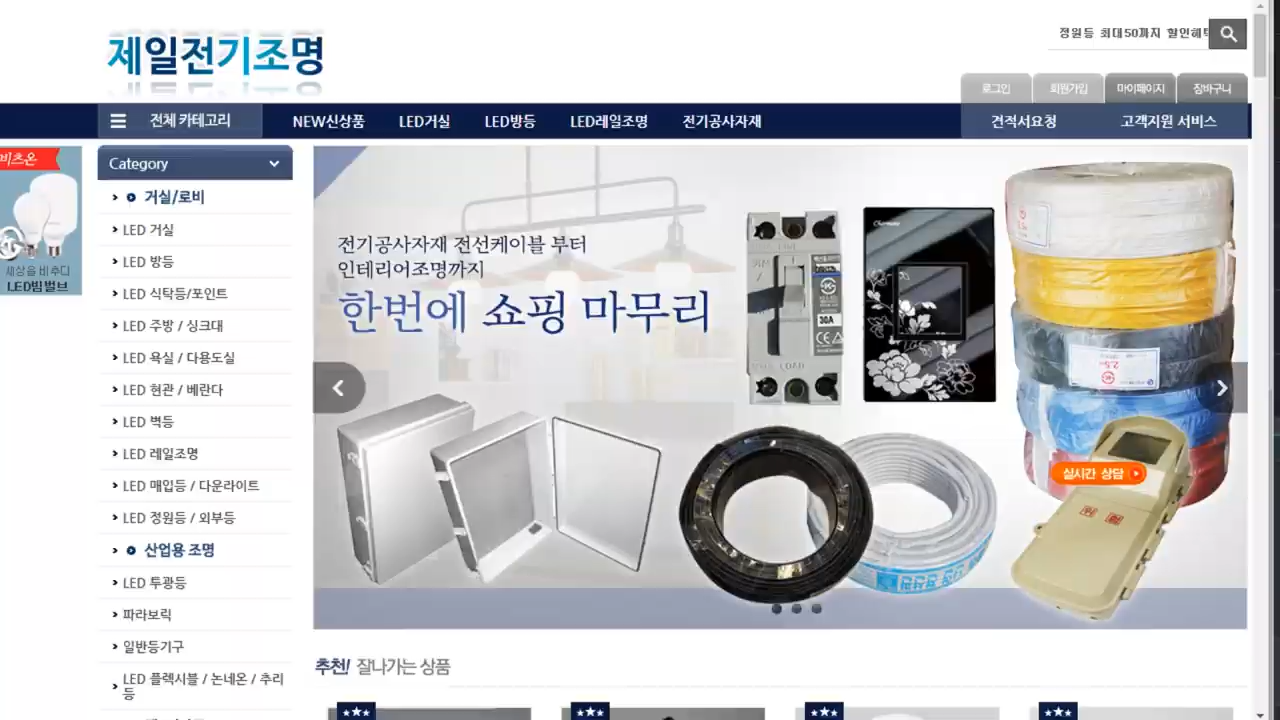 제일전기조명
정원등 최대50까지 할인혜택
로그인 회원가입 마이페이지 장바구니
전체 카테고리 NEW신상품 LED거실 LED방등 LED레일조명 전기공사자재 견적서요청 고객지원 서비스
비츠온
세상을 비추다
LED빔벌브
Category
거실/로비
LED 거실
LED 방등
LED 식탁등/포인트
LED 주방 / 싱크대
LED 욕실 / 다용도실
LED 현관 / 베란다
LED 벽등
LED 레일조명
LED 매입등 / 다운라이트
LED 정원등 / 외부등
산업용 조명
LED 투광등
파라보릭
일반등기구
LED 플렉시블 / 논네온 / 추리
등
전기공사자재 전선케이블 부터
인테리어조명까지
한번에 쇼핑 마무리
LINE
30A
LOAD
실시간 상담
추천! 잘나가는 상품